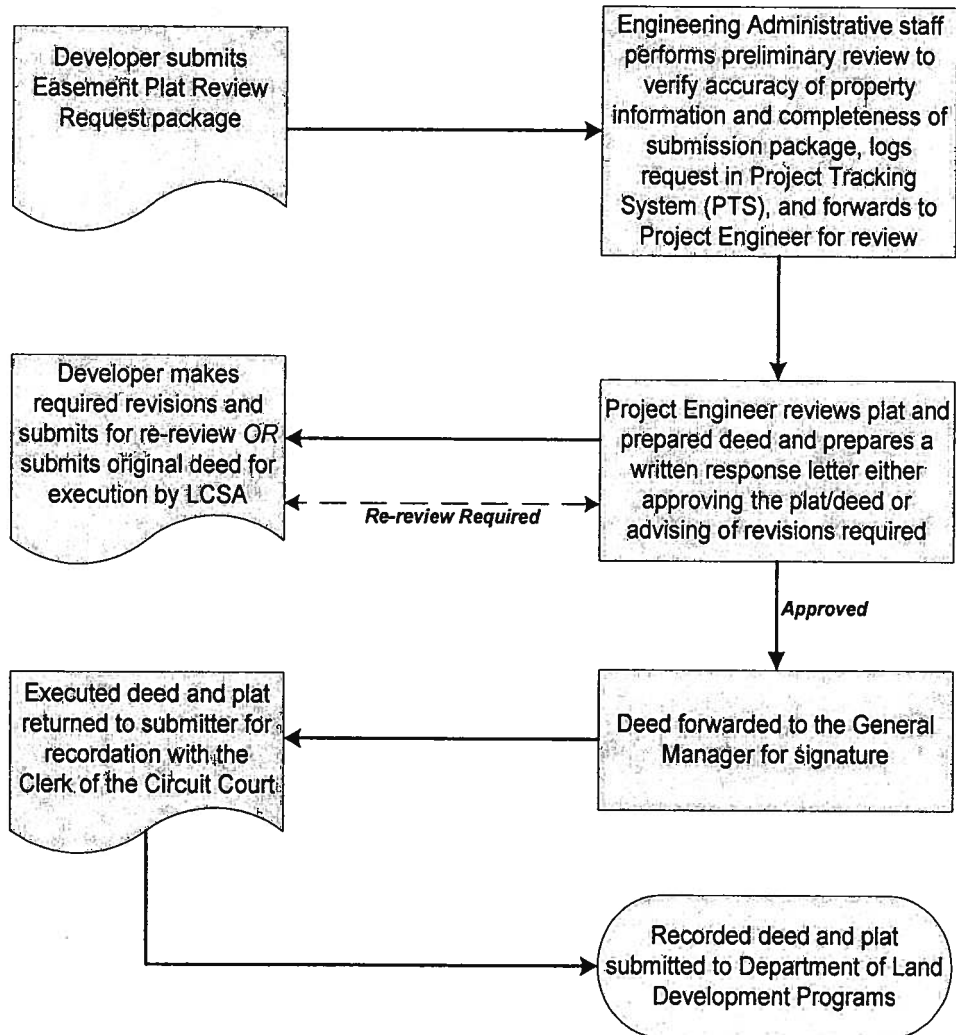 Developer submits
Easement Plat Review
Request package
Engineering Administrative staff
performs preliminary review to
verify accuracy of property
information and completeness of
submission package, logs
request in Project Tracking
System (PTS), and forwards to
Project Engineer for review
Developer makes
required revisions and
submits for re-review OR
submits original deed for
execution by LCSA
Re-review Required
Project Engineer reviews plat and
prepared deed and prepares a
written response letter either
approving the plat/deed or
advising of revisions required
Approved
Executed deed and plat
returned to submitter for
recordation with the
Clerk of the Circuit Court
Deed forwarded to the General
Manager for signature
Recorded deed and plat
submitted to Department of Land
Development Programs